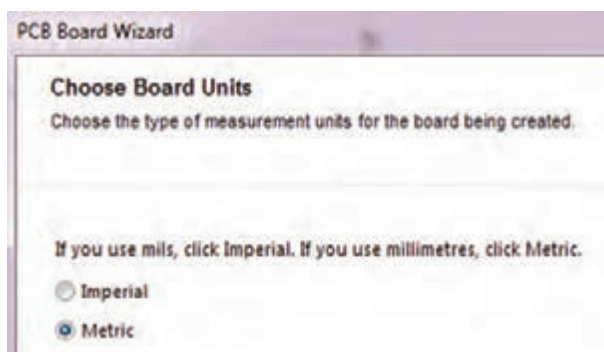 PCB Board Wizard
Choose Board Units
Choose the type of measurement units for the board being created.
If you use mils, click Imperial. If you use millimetres, click Metric.
Imperial
Metric